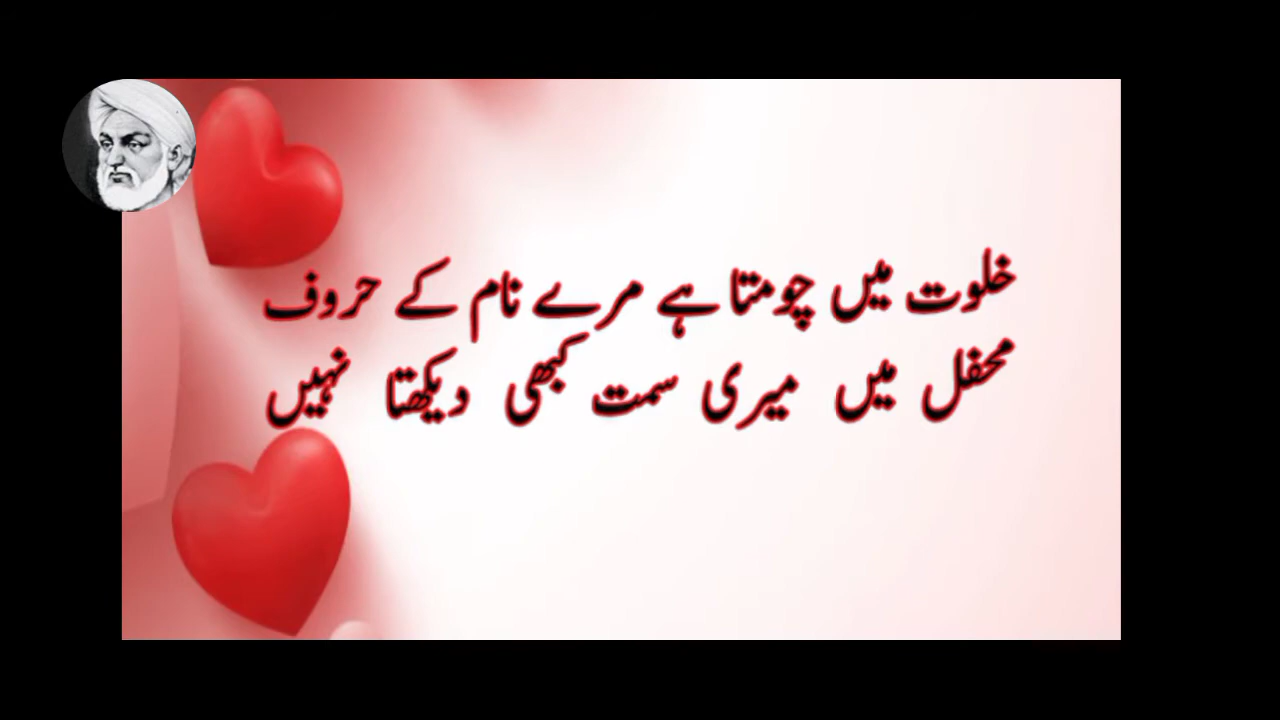 خلوت میں چومتا ہے مرے نام کے حروف
محفل میں میری سمت کبھی دیکھتا نہیں